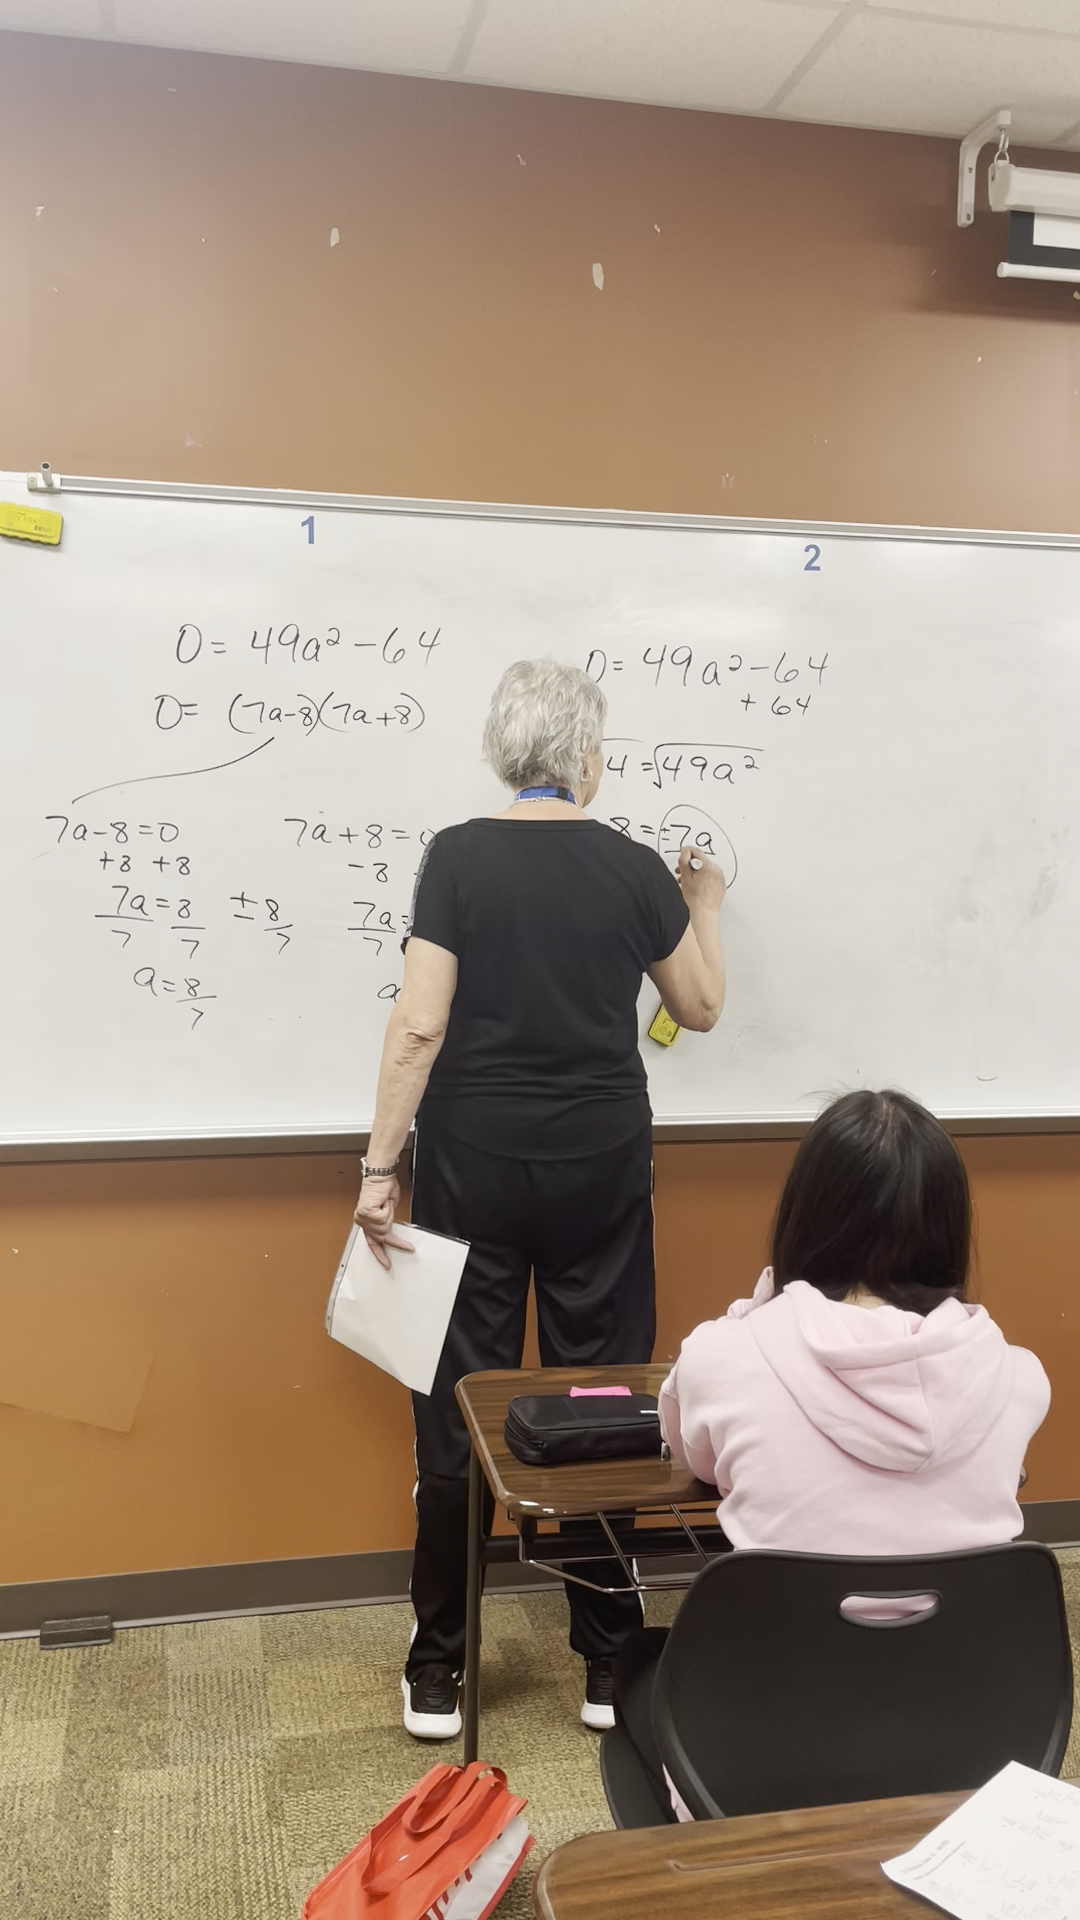 1
0 = 49a² - 64
0 = (7a-8)(7a+8)
7a-8=0
+8 +8
7a=8
7 7
a=8
7
± 8
7
7a+8=
-8
7a=
7
a
2
0 = 49a² - 64
+ 64
4 = √49a²
8 = ±7a